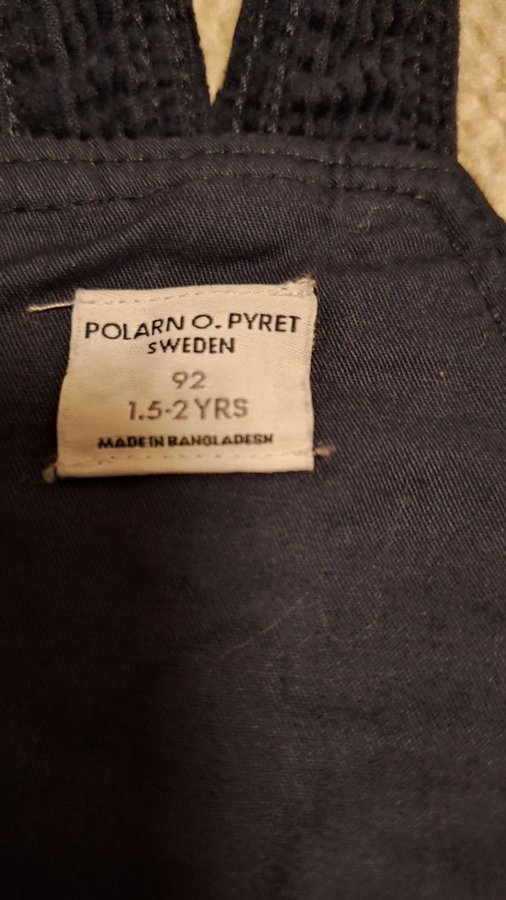 POLARN O. PYRET
SWEDEN
92
1.5-2 YRS
MADE IN BANGLADESH